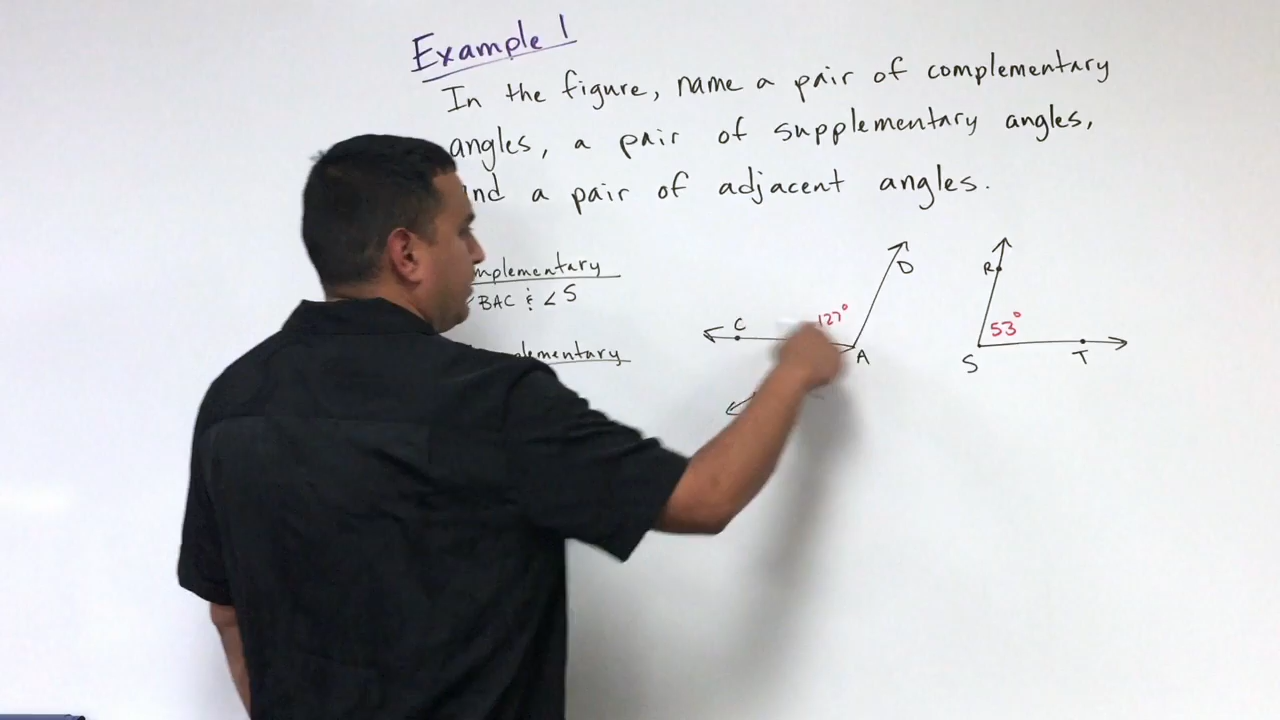 Example 1
In the figure, name a pair of complementary
angles, a pair of supplementary angles,
and a pair of adjacent angles.
mplementary
∠BAC & ∠S
plementary
C
127°
D
A
R
53°
S
T